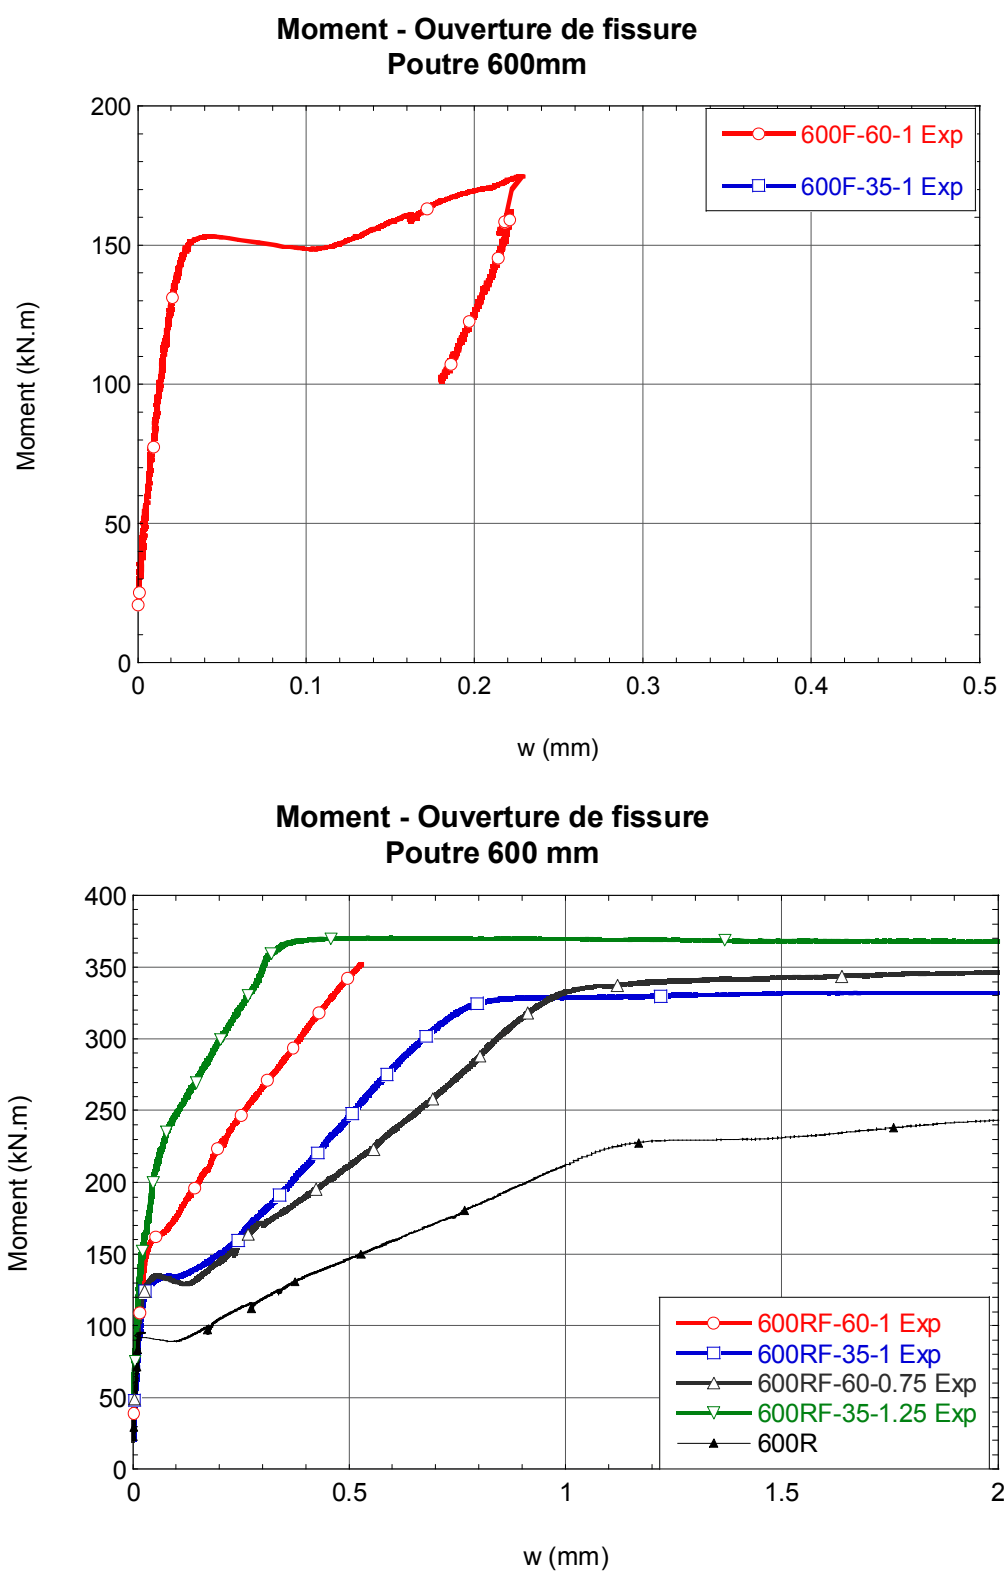 Moment - Ouverture de fissure
Poutre 600mm
200
150
100
50
0
Moment (kN.m)
600F-60-1 Exp
600F-35-1 Exp
0 0.1 0.2 0.3 0.4 0.5
w (mm)
Moment - Ouverture de fissure
Poutre 600 mm
400
350
300
250
200
150
100
50
0
Moment (kN.m)
600RF-60-1 Exp
600RF-35-1 Exp
600RF-60-0.75 Exp
600RF-35-1.25 Exp
600R
0 0.5 1 1.5 2
w (mm)